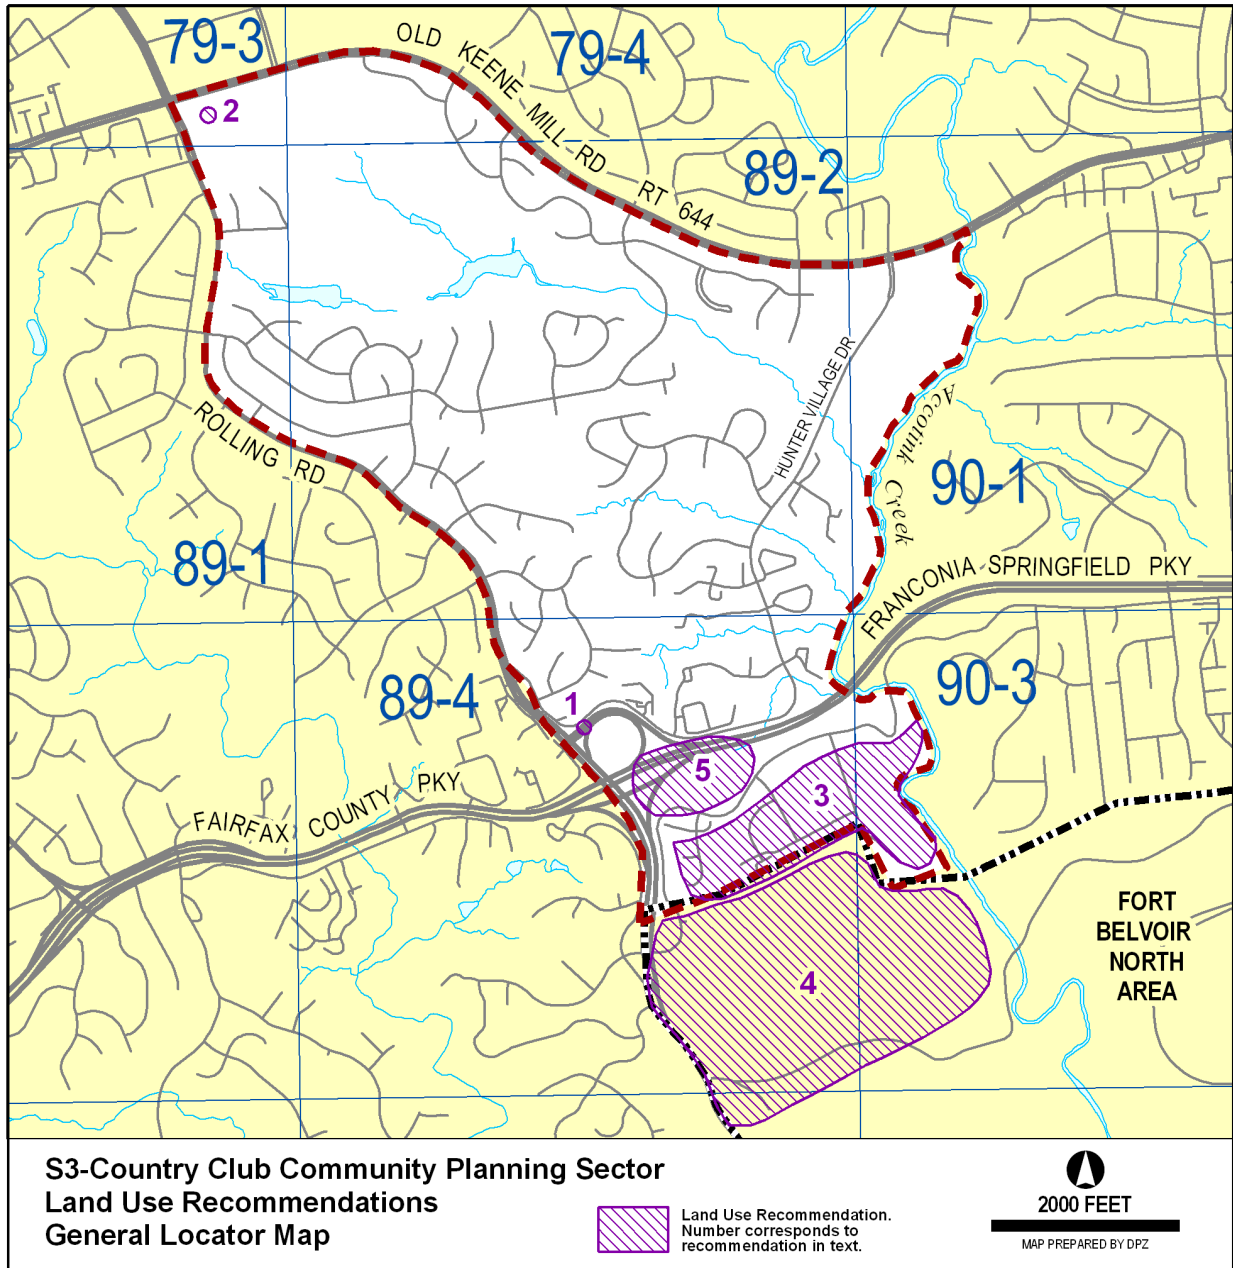 79-3
OLD KEENE MILL RD RT 644
79-4
2
89-2
HUNTER VILLAGE DR
Accotink Creek
ROLLING RD
90-1
89-1
FRANCONIA SPRINGFIELD PKY
90-3
89-4
1
5
3
FAIRFAX COUNTY PKY
4
FORT
BELVOIR
NORTH
AREA
S3-Country Club Community Planning Sector
Land Use Recommendations
General Locator Map
Land Use Recommendation.
Number corresponds to
recommendation in text.
2000 FEET
MAP PREPARED BY DPZ